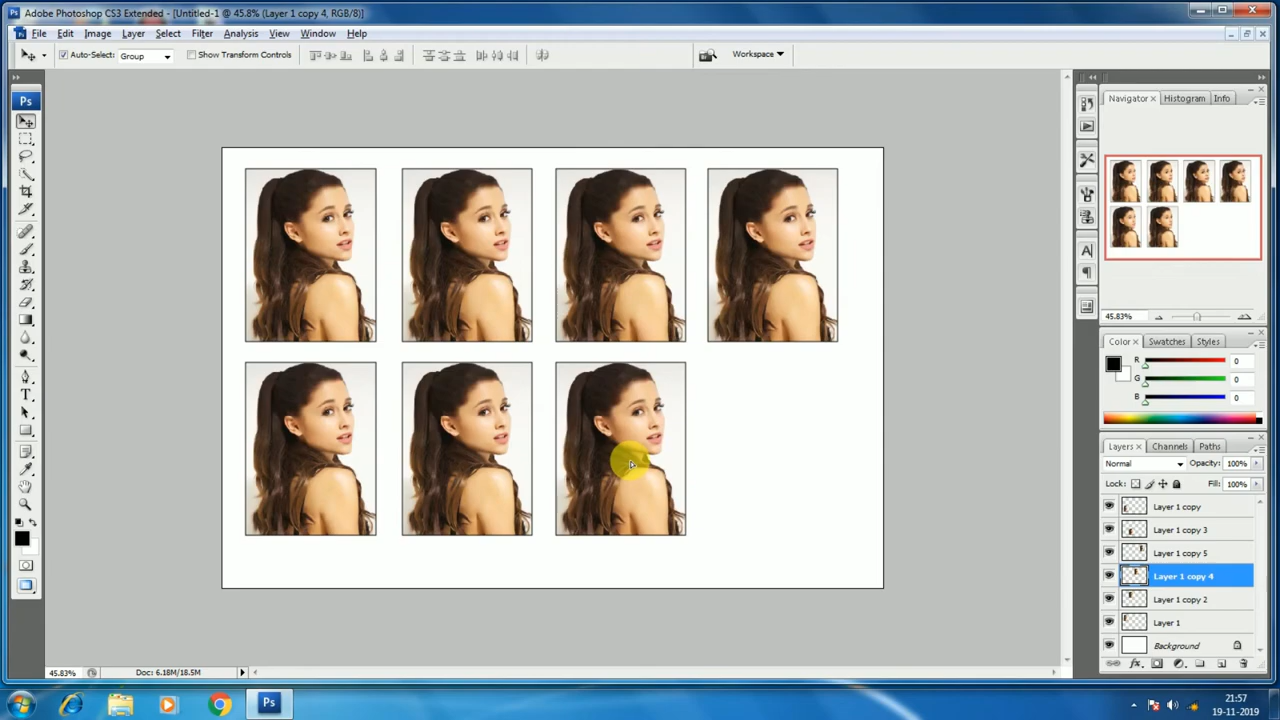 Adobe Photoshop CS3 Extended - [Untitled-1 @ 45.8% (Layer 1 copy 4, RGB/8)]
File Edit Image Layer Select Filter Analysis View Window Help
Auto-Select: Group Show Transform Controls Workspace
Ps
Navigator Histogram Info
45.83%
Color Swatches Styles
R 0
G 0
B 0
Layers Channels Paths
Normal Opacity: 100%
Lock: Fill: 100%
Layer 1 copy
Layer 1 copy 3
Layer 1 copy 5
Layer 1 copy 4
Layer 1 copy 2
Layer 1
Background
45.83% Doc: 6.18M/18.5M
Ps
21:57
19-11-2019